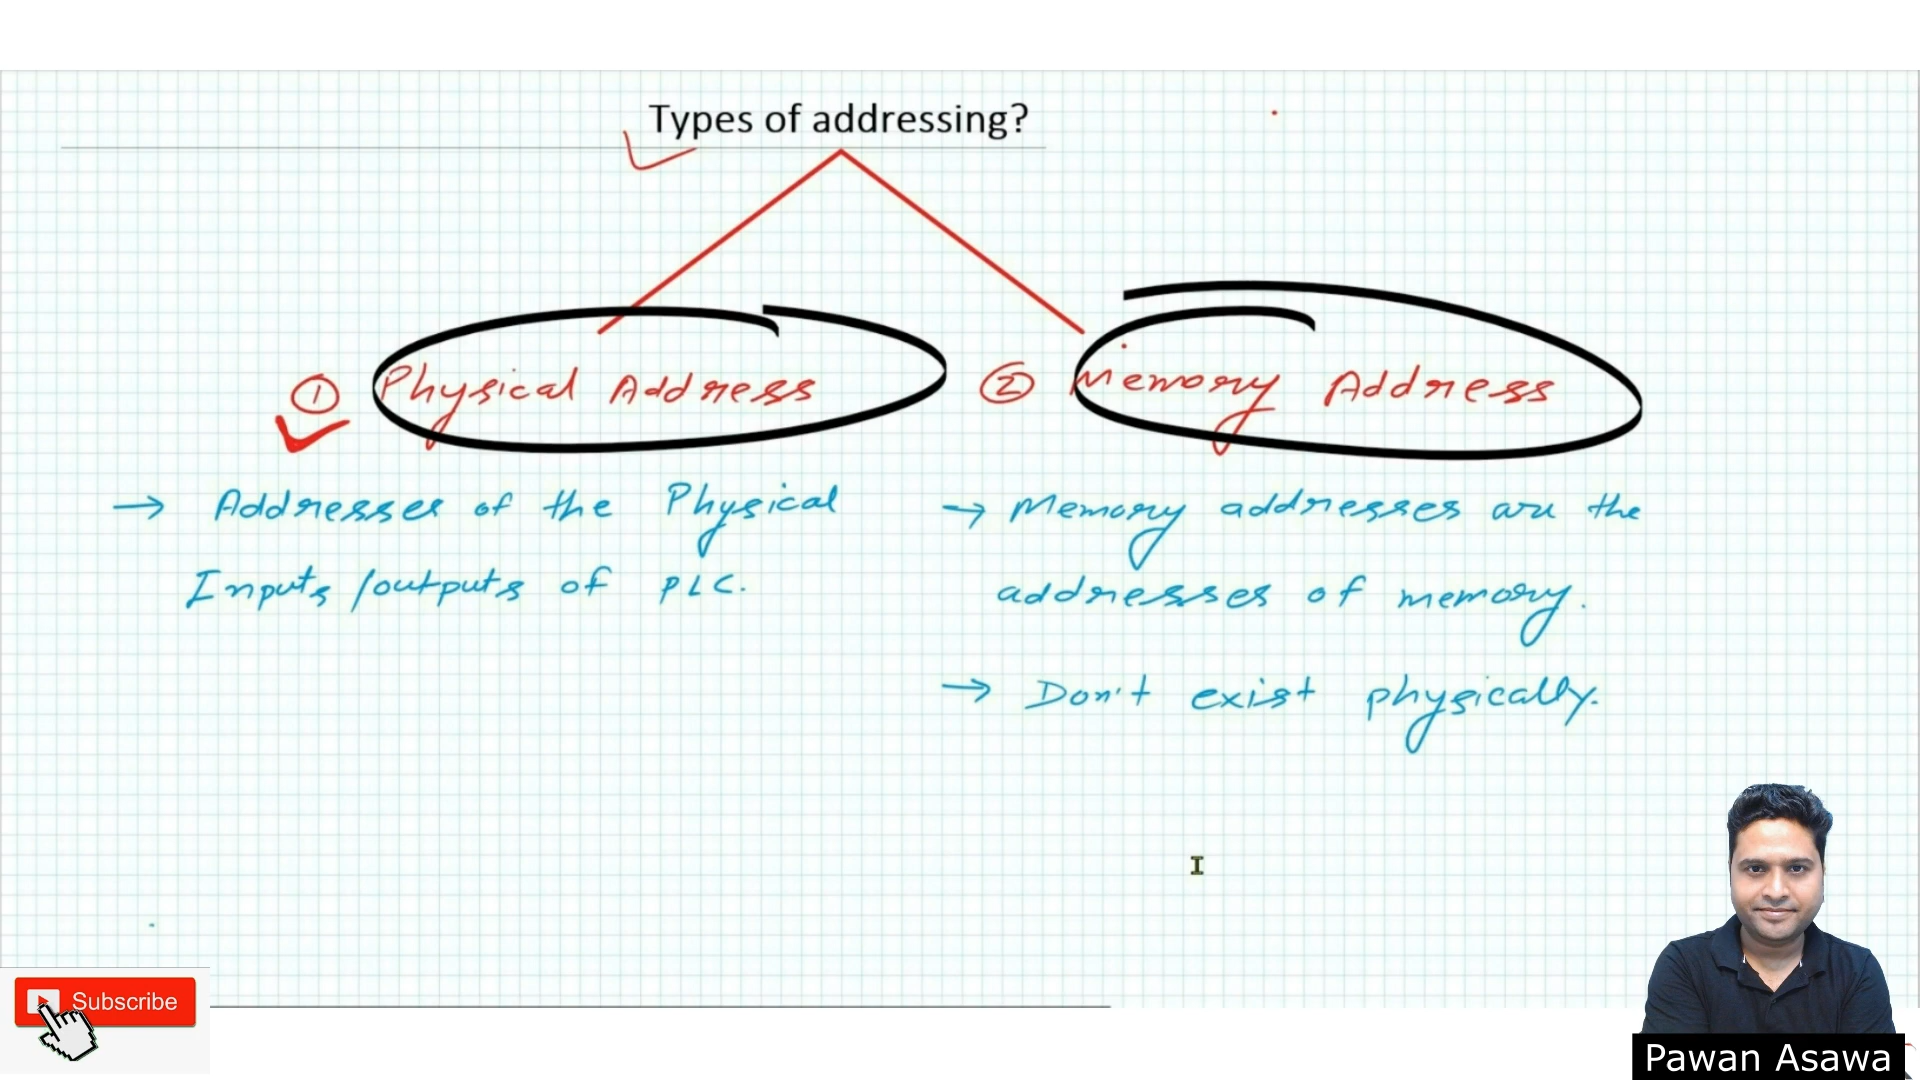 Types of addressing?
① Physical Address
② Memory Address
→ Addresses of the Physical
Inputs/outputs of PLC.
→ Memory addresses are the
addresses of memory.
→ Don't exist physically.
Subscribe
Pawan Asawa